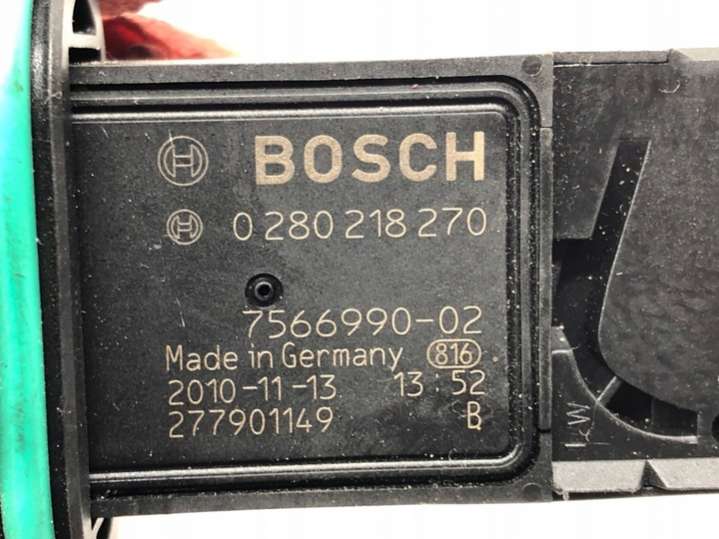 BOSCH
0 280 218 270
7566990-02
Made in Germany 816
2010-11-13 13:52
277901149 B
W